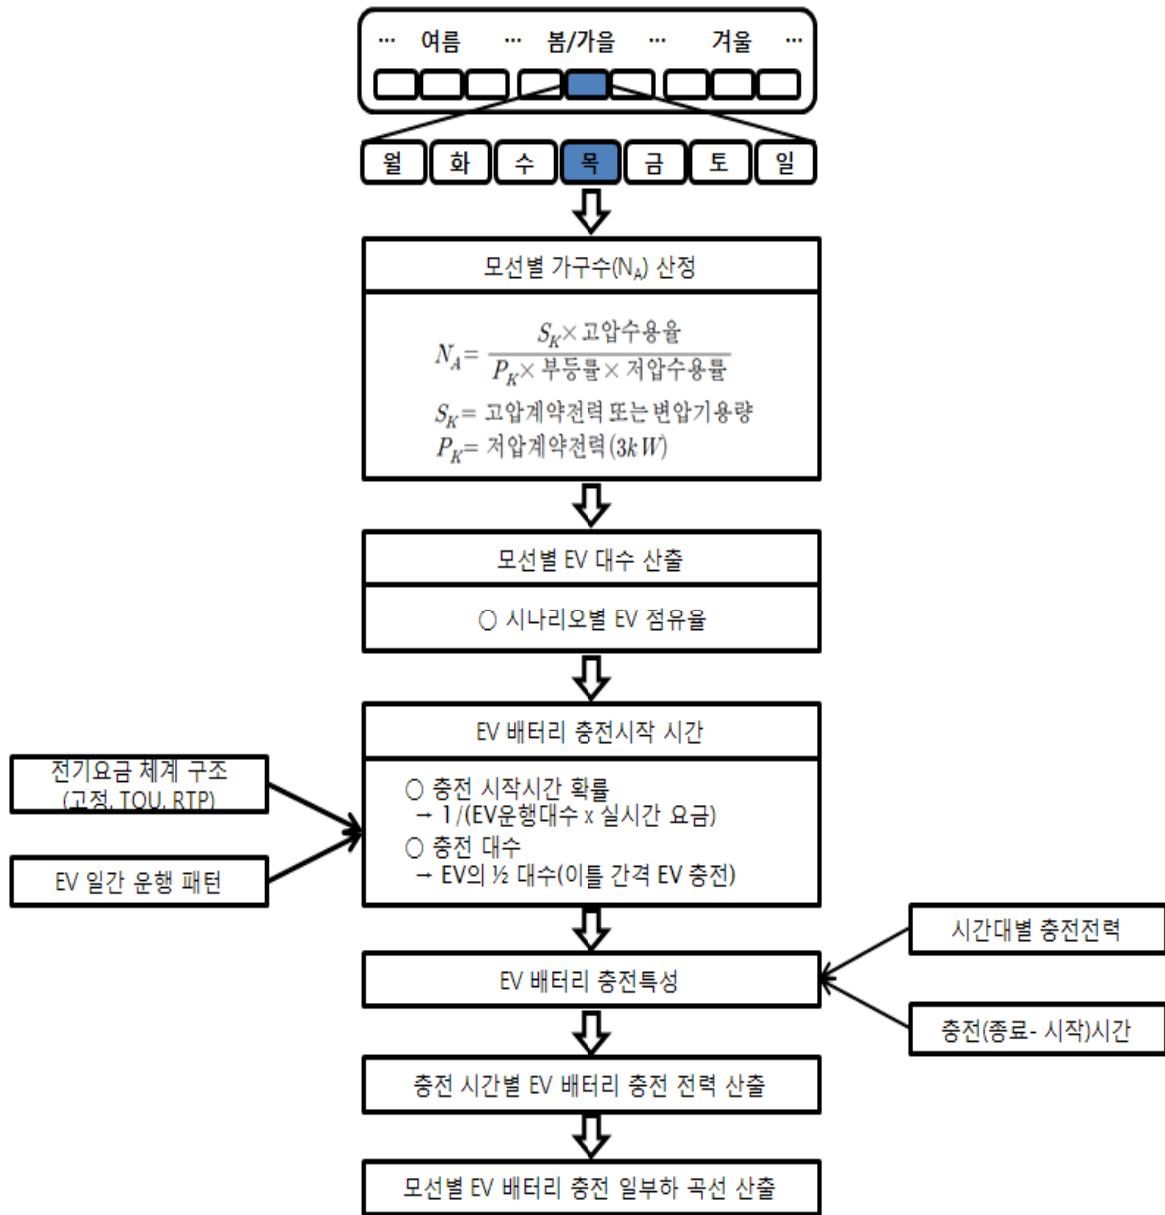 ··· 여름 ··· 봄/가을 ··· 겨울 ···
월 화 수 목 금 토 일
모선별 가구수(N_A) 산정
N_A = (S_K × 고압수용율) / (P_K × 부등률 × 저압수용률)
S_K = 고압계약전력 또는 변압기용량
P_K = 저압계약전력(3kW)
모선별 EV 대수 산출
○ 시나리오별 EV 점유율
EV 배터리 충전시작 시간
전기요금 체계 구조
(고정, TOU, RTP)
EV 일간 운행 패턴
○ 충전 시작시간 확률
→ 1/(EV운행대수 x 실시간 요금)
○ 충전 대수
→ EV의 ½ 대수(이틀 간격 EV 충전)
EV 배터리 충전특성
시간대별 충전전력
충전(종료- 시작)시간
충전 시간별 EV 배터리 충전 전력 산출
모선별 EV 배터리 충전 일부하 곡선 산출